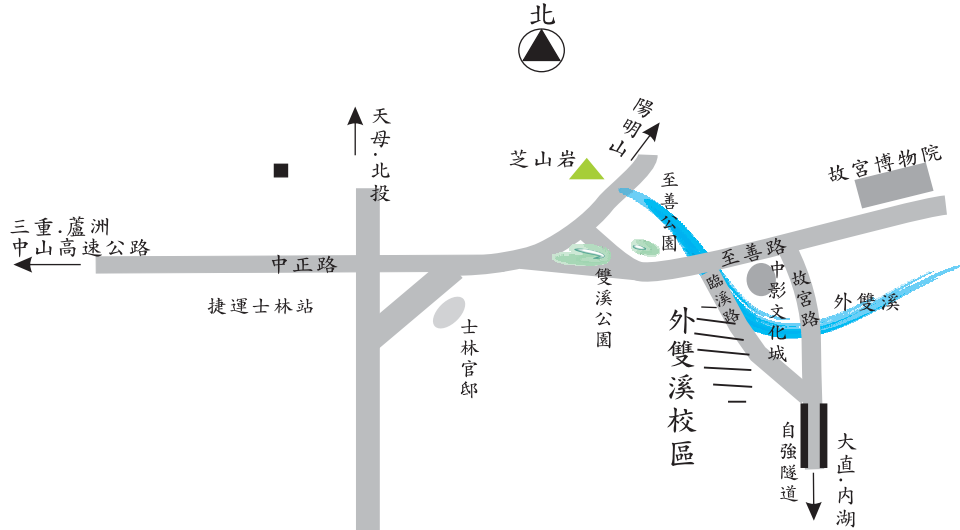 北
天母.北投
陽明山
芝山岩
至善公園
故宮博物院
三重.蘆洲
中山高速公路
中正路
至善路
捷運士林站
士林官邸
雙溪公園
臨溪路
中影文化城
故宮路
外雙溪
外雙溪校區
自強隧道
大直.內湖